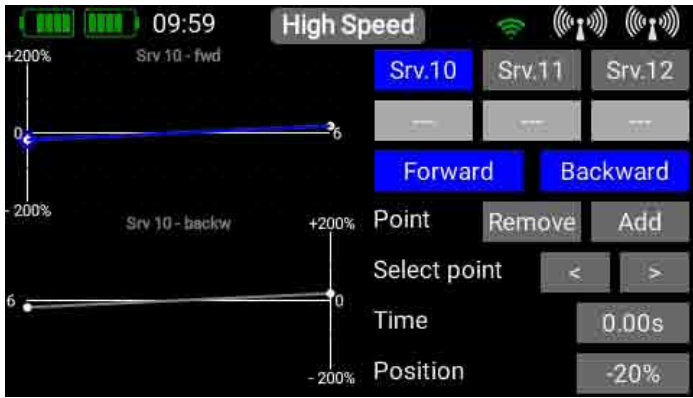 09:59 High Speed
+200% Srv 10 - fwd
0 6
- 200%
Srv 10 - backw +200%
6 0
- 200%
Srv.10 Srv.11 Srv.12
--- --- ---
Forward Backward
Point Remove Add
Select point < >
Time 0.00s
Position -20%